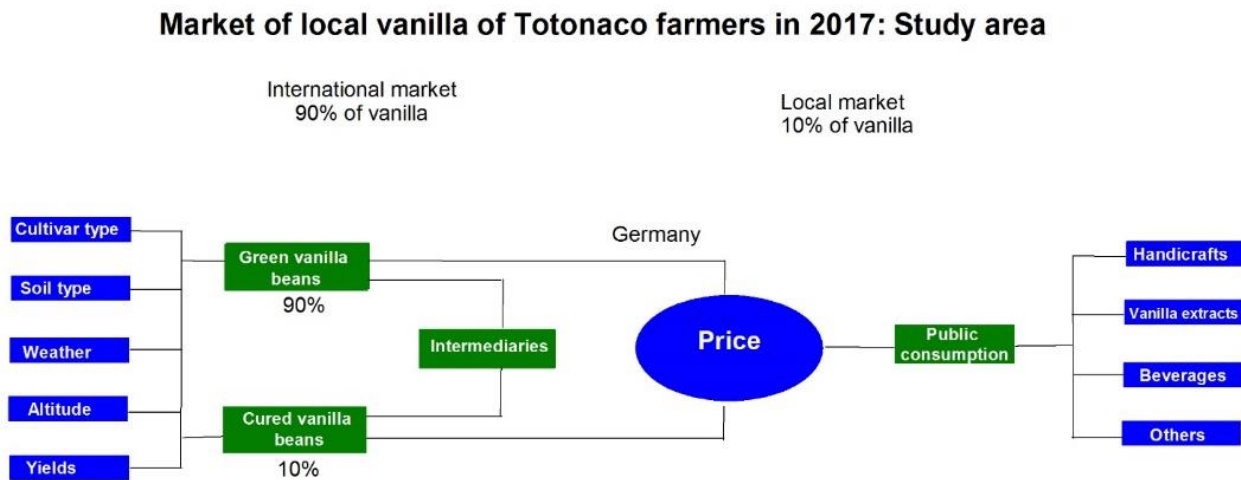 Market of local vanilla of Totonaco farmers in 2017: Study area
International market
90% of vanilla
Local market
10% of vanilla
Cultivar type
Soil type
Weather
Altitude
Yields
Green vanilla
beans
90%
Cured vanilla
beans
10%
Intermediaries
Germany
Price
Public
consumption
Handicrafts
Vanilla extracts
Beverages
Others